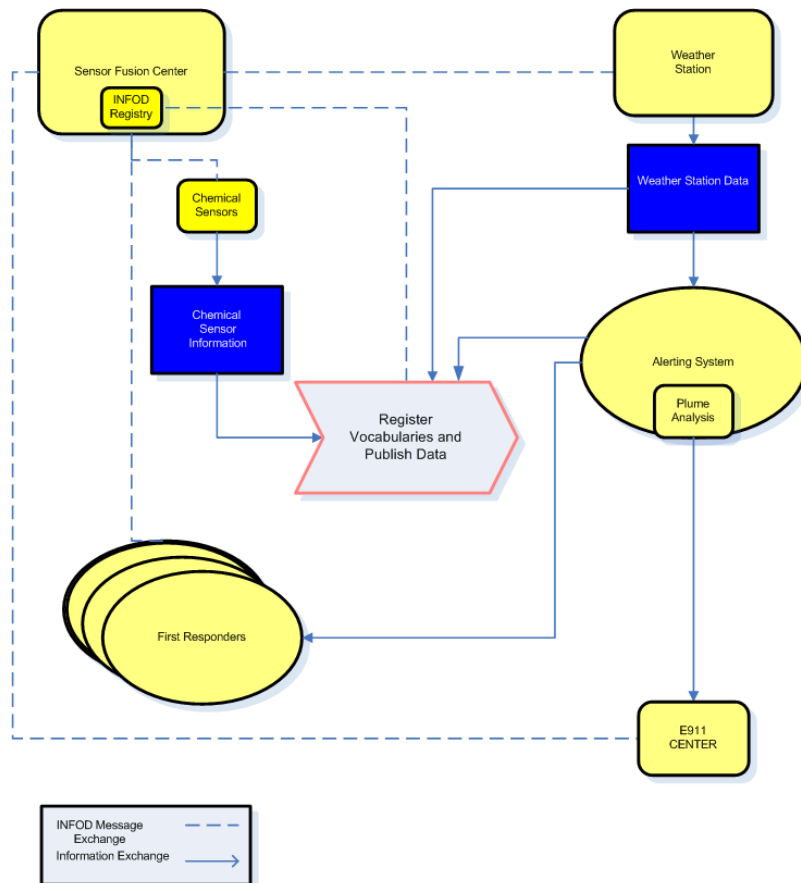 Sensor Fusion Center
INFOD
Registry
Weather
Station
Chemical
Sensors
Weather Station Data
Chemical
Sensor
Information
Alerting System
Plume
Analysis
Register
Vocabularies and
Publish Data
First Responders
E911
CENTER
INFOD Message
Exchange
Information Exchange